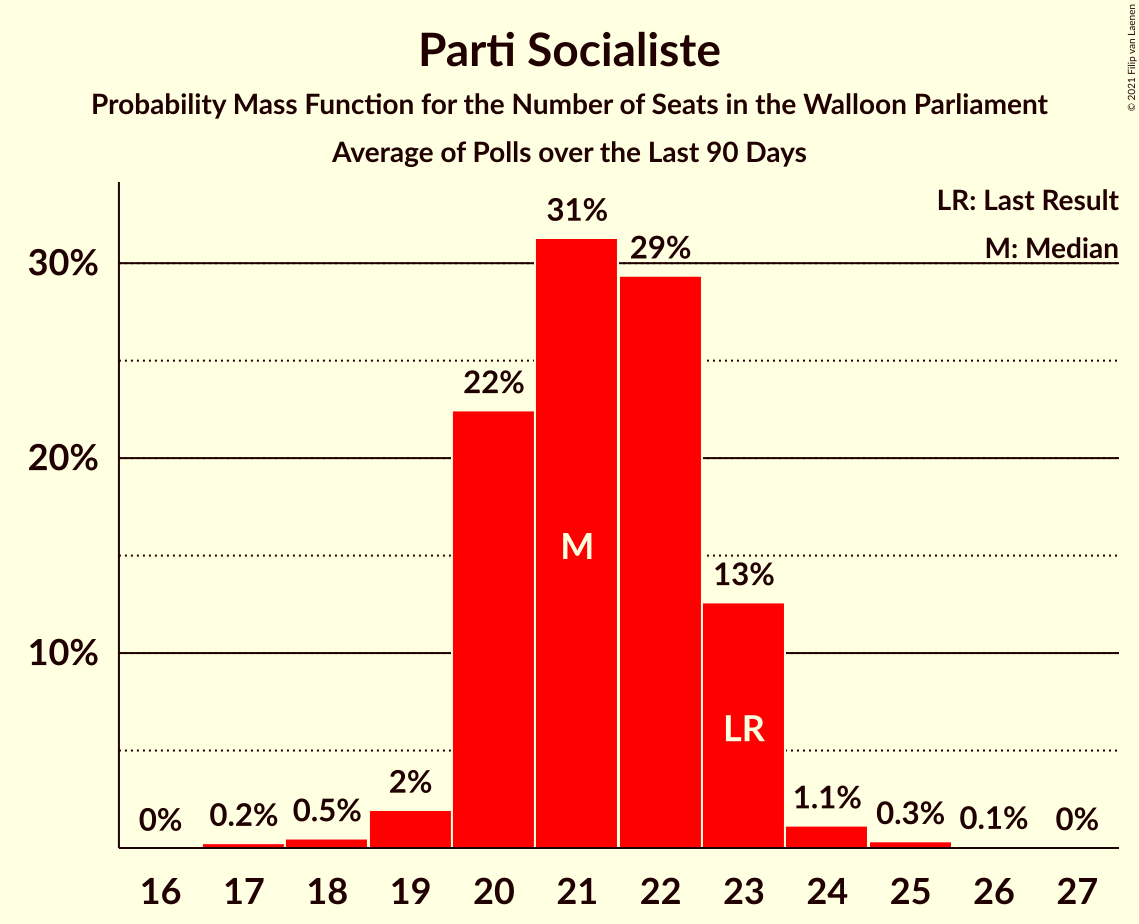 Parti Socialiste
Probability Mass Function for the Number of Seats in the Walloon Parliament
Average of Polls over the Last 90 Days
© 2021 Filip van Laenen
LR: Last Result
M: Median
30%
20%
10%
0%
0.2%
0.5%
2%
22%
31%
29%
13%
1.1%
0.3%
0.1%
0%
M
LR
16 17 18 19 20 21 22 23 24 25 26 27